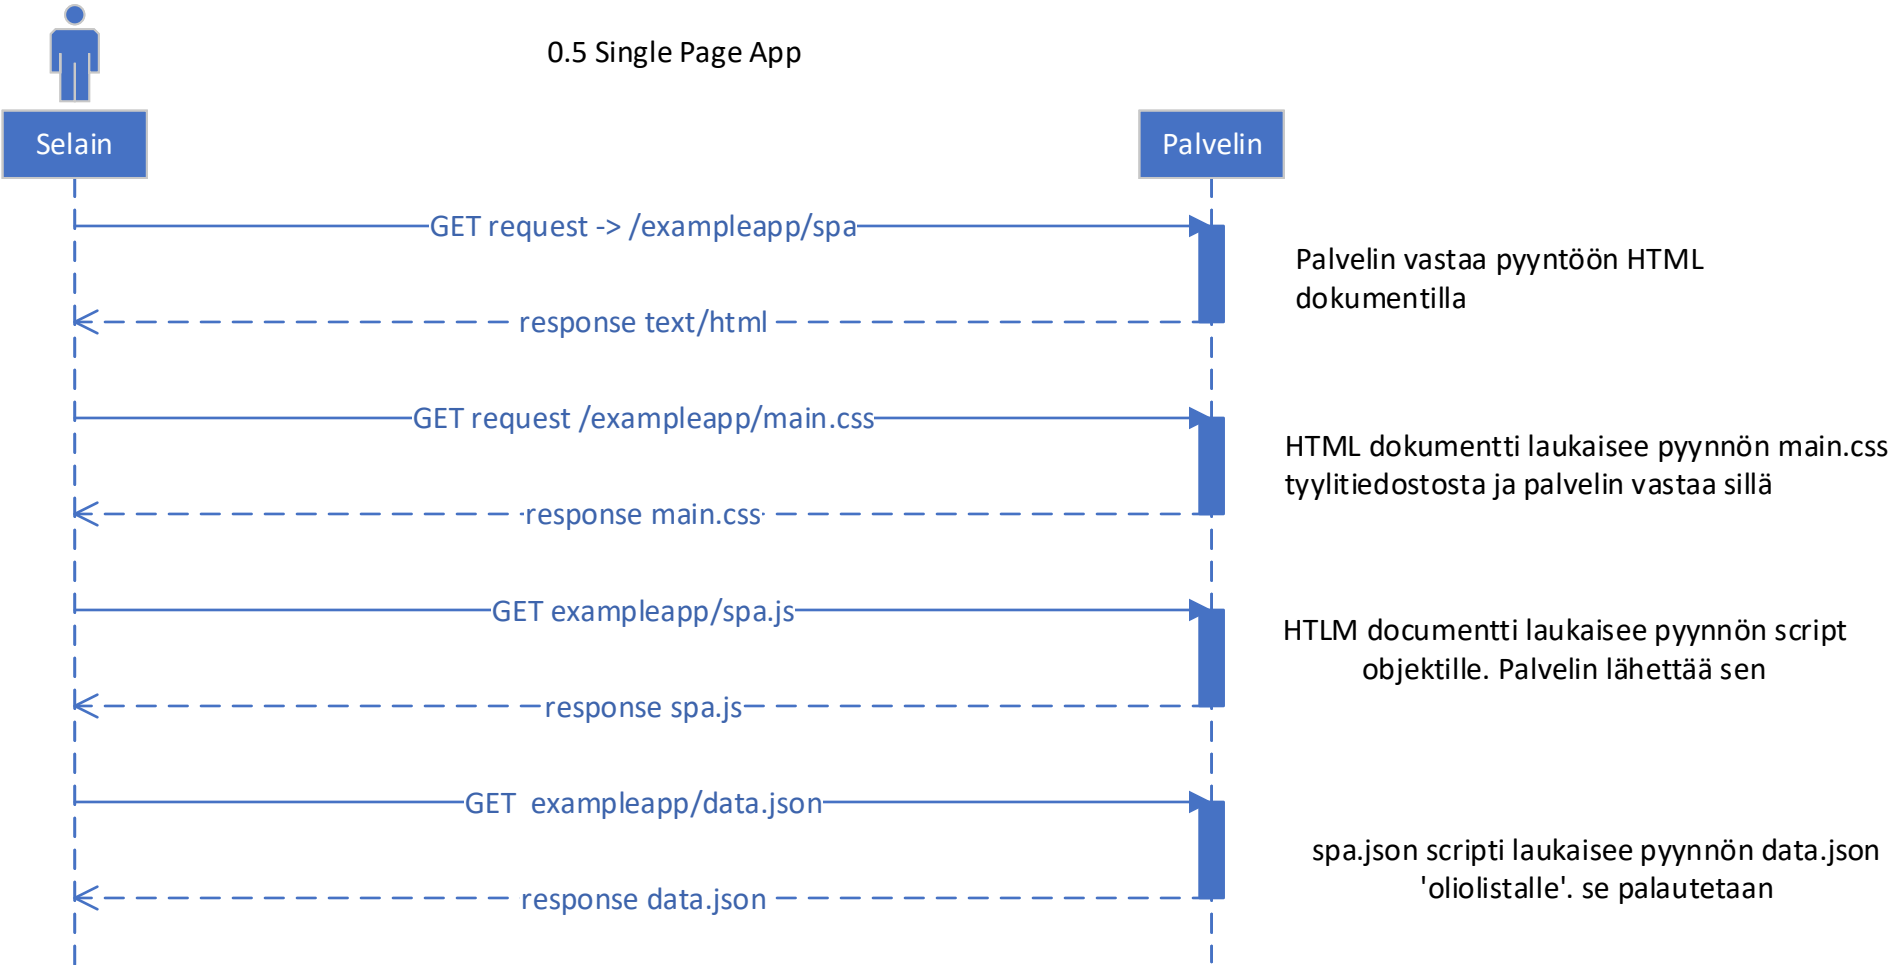 0.5 Single Page App
Selain
Palvelin
GET request -> /exampleapp/spa
Palvelin vastaa pyyntöön HTML
dokumentilla
response text/html
GET request /exampleapp/main.css
HTML dokumentti laukaisee pyynnön main.css
tyylitiedostosta ja palvelin vastaa sillä
response main.css
GET exampleapp/spa.js
HTLM documentti laukaisee pyynnön script
objektille. Palvelin lähettää sen
response spa.js
GET  exampleapp/data.json
spa.json scripti laukaisee pyynnön data.json
'oliolistalle'. se palautetaan
response data.json